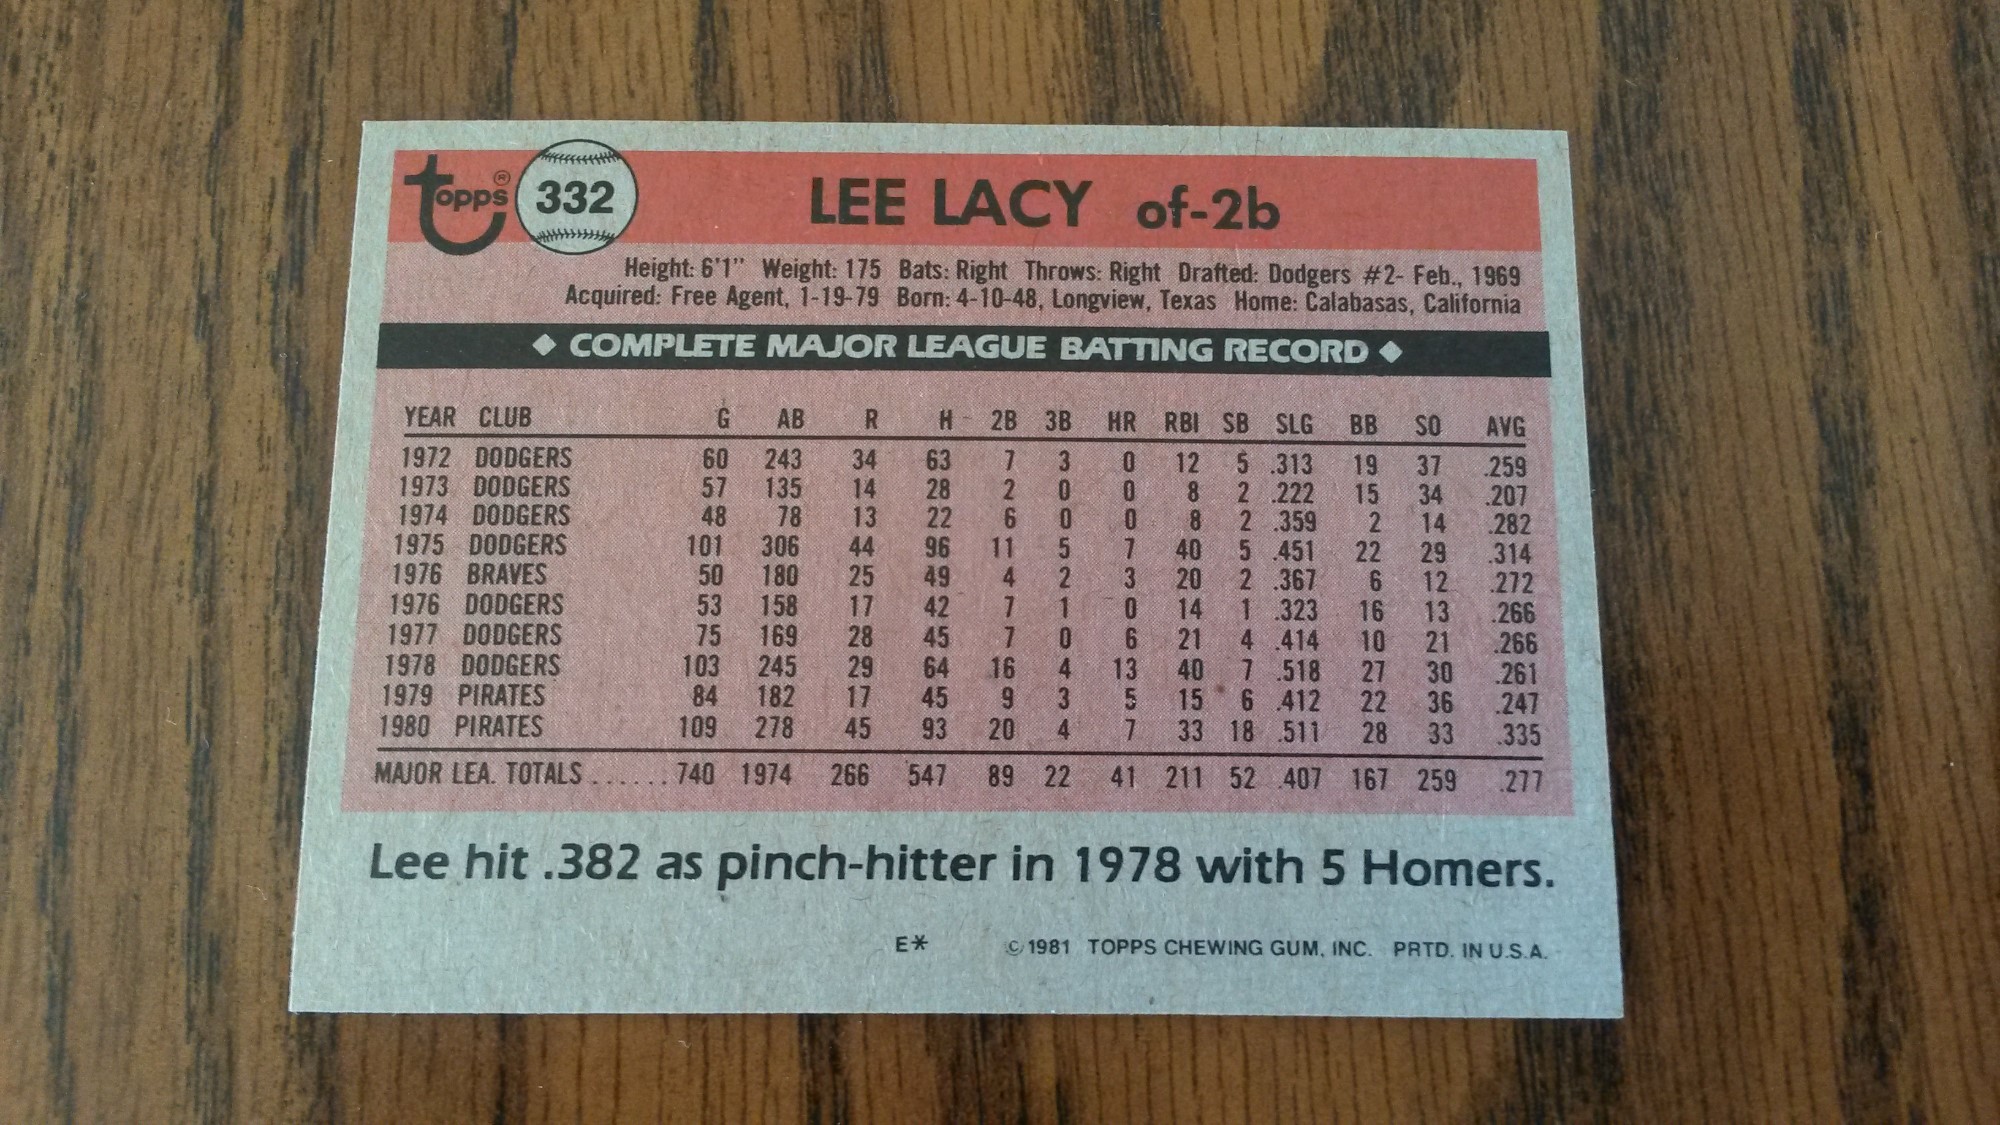 Topps® 332 LEE LACY of-2b
Height: 6'1" Weight: 175 Bats: Right Throws: Right Drafted: Dodgers #2- Feb., 1969
Acquired: Free Agent, 1-19-79 Born: 4-10-48, Longview, Texas Home: Calabasas, California
◆ COMPLETE MAJOR LEAGUE BATTING RECORD ◆
YEAR CLUB G AB R H 2B 3B HR RBI SB SLG BB SO AVG
1972 DODGERS 60 243 34 63 7 3 0 12 5 .313 19 37 .259
1973 DODGERS 57 135 14 28 2 0 0 8 2 .222 15 34 .207
1974 DODGERS 48 78 13 22 6 0 0 8 2 .359 2 14 .282
1975 DODGERS 101 306 44 96 11 5 7 40 5 .451 22 29 .314
1976 BRAVES 50 180 25 49 4 2 3 20 2 .367 6 12 .272
1976 DODGERS 53 158 17 42 7 1 0 14 1 .323 16 13 .266
1977 DODGERS 75 169 28 45 7 0 6 21 4 .414 10 21 .266
1978 DODGERS 103 245 29 64 16 4 13 40 7 .518 27 30 .261
1979 PIRATES 84 182 17 45 9 3 5 15 6 .412 22 36 .247
1980 PIRATES 109 278 45 93 20 4 7 33 18 .511 28 33 .335
MAJOR LEA. TOTALS ...... 740 1974 266 547 89 22 41 211 52 .407 167 259 .277
Lee hit .382 as pinch-hitter in 1978 with 5 Homers.
E* © 1981 TOPPS CHEWING GUM, INC. PRTD. IN U.S.A.